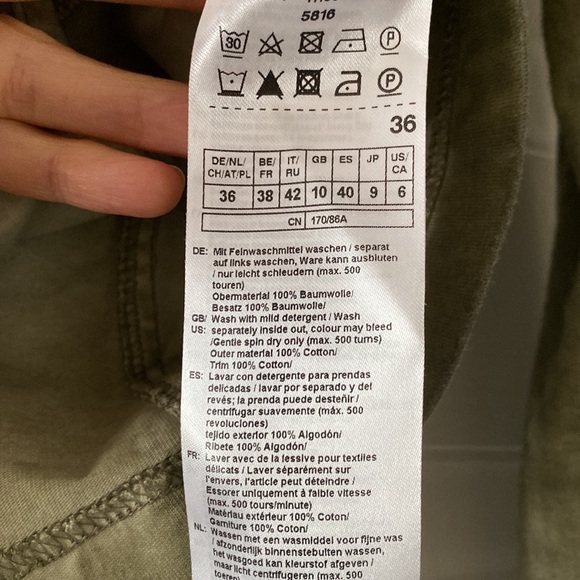 5816
30
P
P
36
DE/NL/ BE/ IT/ GB ES JP US/
CH/AT/PL FR RU CA
36 38 42 10 40 9 6
CN 170/86A
DE: Mit Feinwaschmittel waschen / separat
auf links waschen, Ware kann ausbluten
/ nur leicht schleudern (max. 500
touren)
Obermaterial 100% Baumwolle/
Besatz 100% Baumwolle/
GB/ Wash with mild detergent / Wash
US: separately inside out, colour may bleed
/Gentle spin dry only (max. 500 turns)
Outer material 100% Cotton/
Trim 100% Cotton/
ES: Lavar con detergente para prendas
delicadas / lavar por separado y del
revés; la prenda puede desteñir /
centrifugar suavemente (máx. 500
revoluciones)
tejido exterior 100% Algodón/
Ribete 100% Algodón/
FR: Laver avec de la lessive pour textiles
délicats / Laver séparément sur
l'envers, l'article peut déteindre /
Essorer uniquement à faible vitesse
(max. 500 tours/minute)
Matériau extérieur 100% Coton/
Garniture 100% Coton/
NL: Wassen met een wasmiddel voor fijne was
/ afzonderlijk binnenstebuiten wassen,
het wasgoed kan kleurstof afgeven /
maar licht centrifugeren (max. 500
toeren)